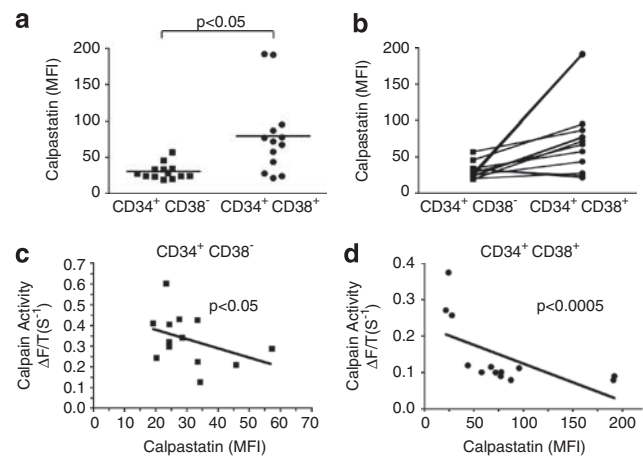 a
p<0.05
Calpastatin (MFI)
200
150
100
50
0
CD34⁺ CD38⁻ CD34⁺ CD38⁺
b
Calpastatin (MFI)
200
150
100
50
0
CD34⁺ CD38⁻ CD34⁺ CD38⁺
c
CD34⁺ CD38⁻
p<0.05
Calpain Activity
ΔF/T(S⁻¹)
0.7
0.6
0.5
0.4
0.3
0.2
0.1
0.0
0 10 20 30 40 50 60 70
Calpastatin (MFI)
d
CD34⁺ CD38⁺
p<0.0005
Calpain Activity
ΔF/T(S⁻¹)
0.4
0.3
0.2
0.1
0.0
0 50 100 150 200
Calpastatin (MFI)